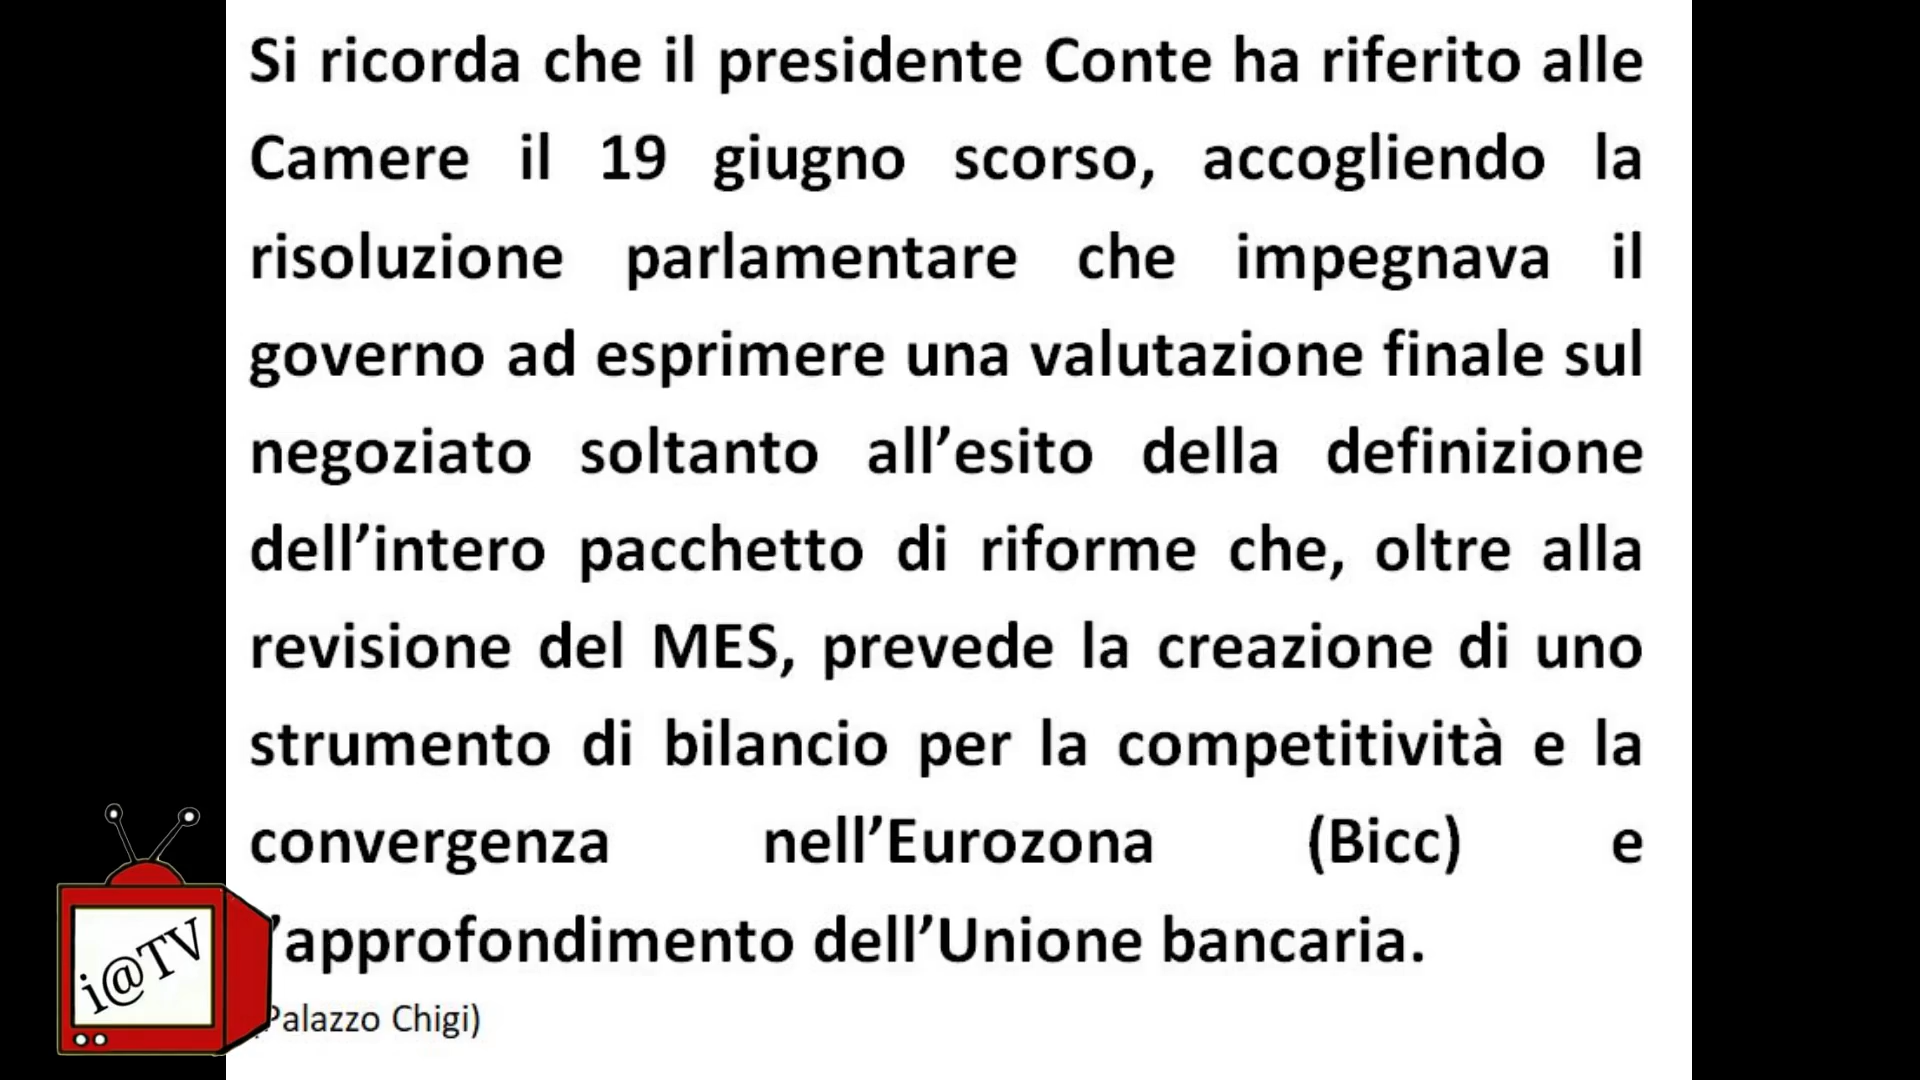 Si ricorda che il presidente Conte ha riferito alle
Camere il 19 giugno scorso, accogliendo la
risoluzione parlamentare che impegnava il
governo ad esprimere una valutazione finale sul
negoziato soltanto all’esito della definizione
dell’intero pacchetto di riforme che, oltre alla
revisione del MES, prevede la creazione di uno
strumento di bilancio per la competitività e la
convergenza nell’Eurozona (Bicc) e
’approfondimento dell’Unione bancaria.
Palazzo Chigi)
i@TV